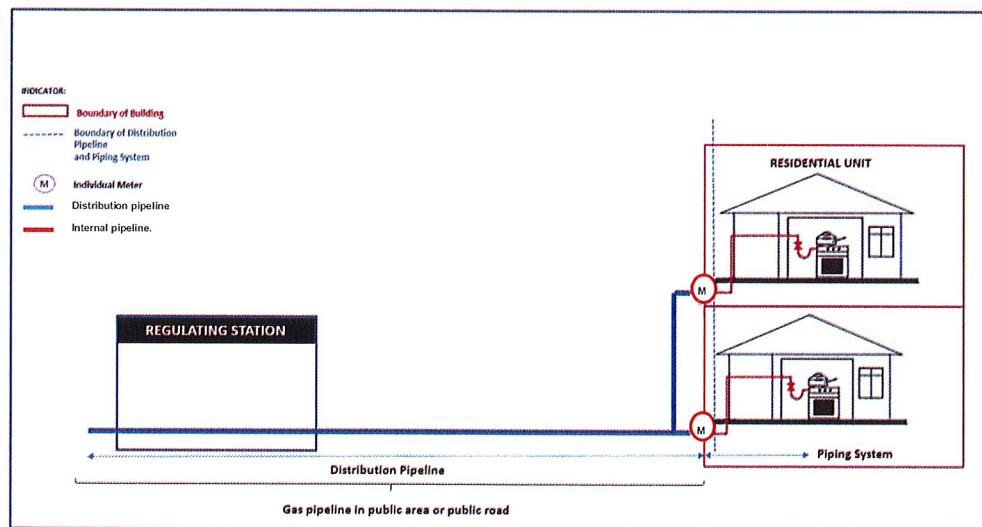 INDICATOR:
Boundary of Building
Boundary of Distribution
Pipeline
and Piping System
M
Individual Meter
Distribution pipeline
Internal pipeline.
REGULATING STATION
RESIDENTIAL UNIT
M
M
Distribution Pipeline
Piping System
Gas pipeline in public area or public road